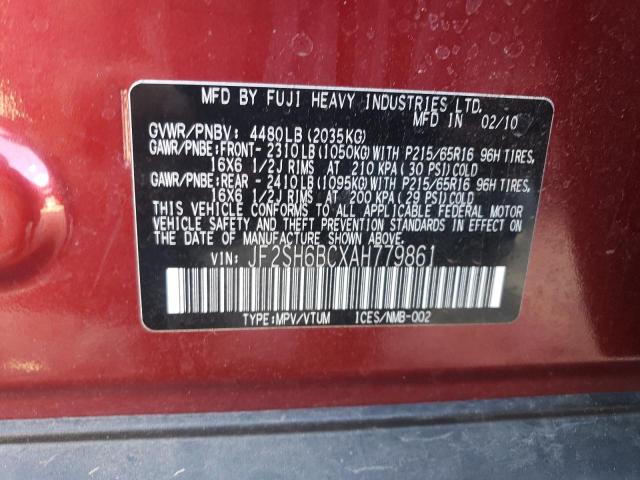 MFD BY FUJI HEAVY INDUSTRIES LTD.
MFD IN 02/10
GVWR/PNBV: 4480LB(2035KG)
GAWR/PNBE:FRONT- 2310LB(1050KG)WITH P215/65R16 96H TIRES,
16X6 1/2J RIMS AT 210 KPA( 30 PSI)COLD
GAWR/PNBE:REAR - 2410LB(1095KG)WITH P215/65R16 96H TIRES,
16X6 1/2J RIMS AT 200 KPA( 29 PSI)COLD
THIS VEHICLE CONFORMS TO ALL APPLICABLE FEDERAL MOTOR
VEHICLE SAFETY AND THEFT PREVENTION STANDARDS IN
EFFECT ON THE DATE OF MANUFACTURE SHOWN ABOVE.
VIN: JF2SH6BCXAH779861
TYPE:MPV/VTUM ICES/NMB-002